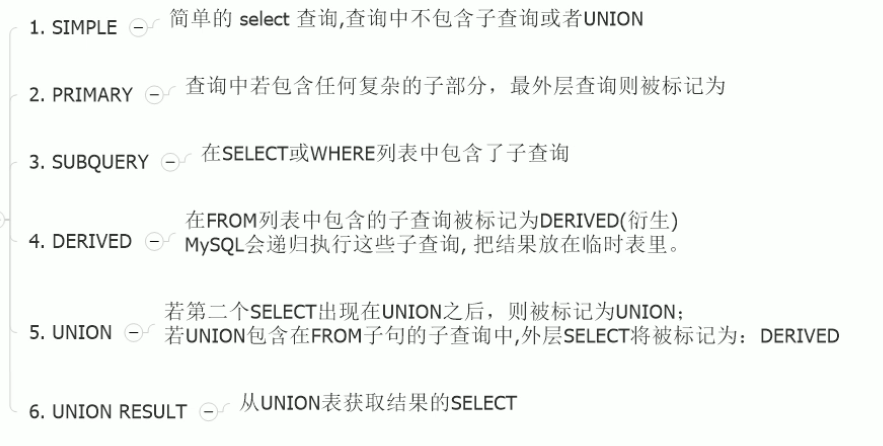 1. SIMPLE 简单的 select 查询,查询中不包含子查询或者UNION
2. PRIMARY 查询中若包含任何复杂的子部分，最外层查询则被标记为
3. SUBQUERY 在SELECT或WHERE列表中包含了子查询
4. DERIVED 在FROM列表中包含的子查询被标记为DERIVED(衍生)
MySQL会递归执行这些子查询, 把结果放在临时表里。
5. UNION 若第二个SELECT出现在UNION之后，则被标记为UNION；
若UNION包含在FROM子句的子查询中,外层SELECT将被标记为：DERIVED
6. UNION RESULT 从UNION表获取结果的SELECT